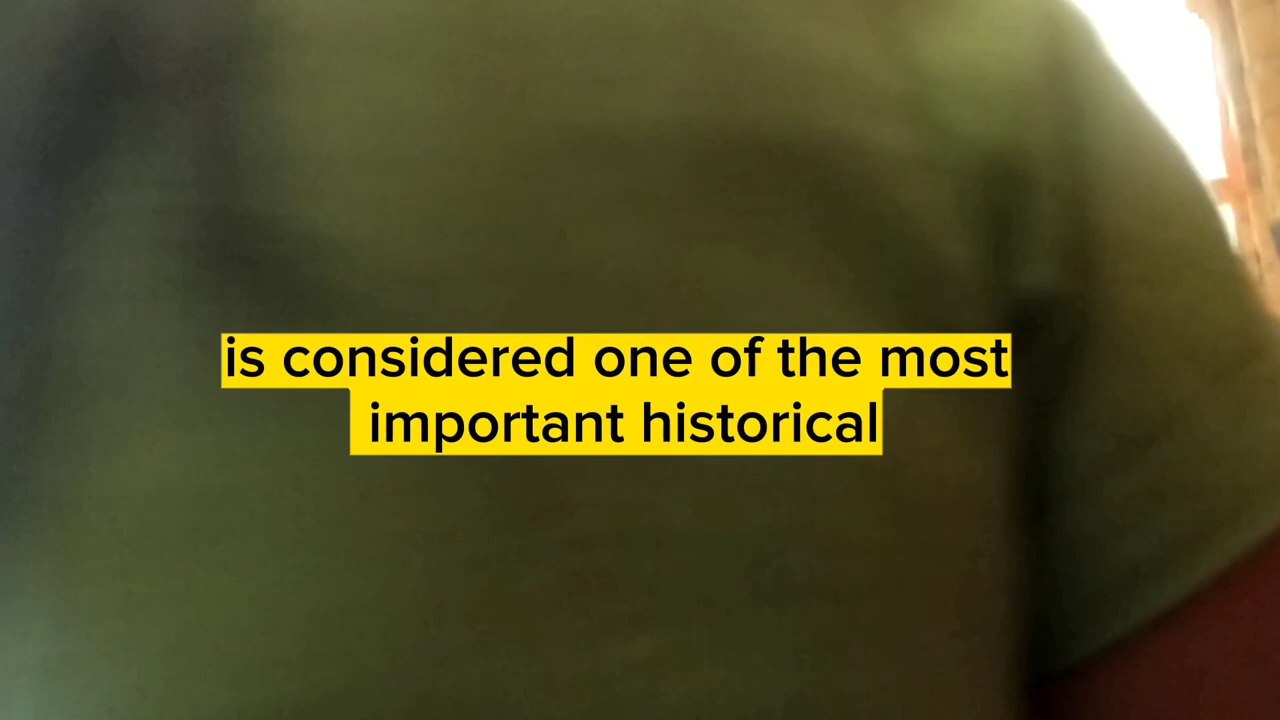 is considered one of the most
important historical